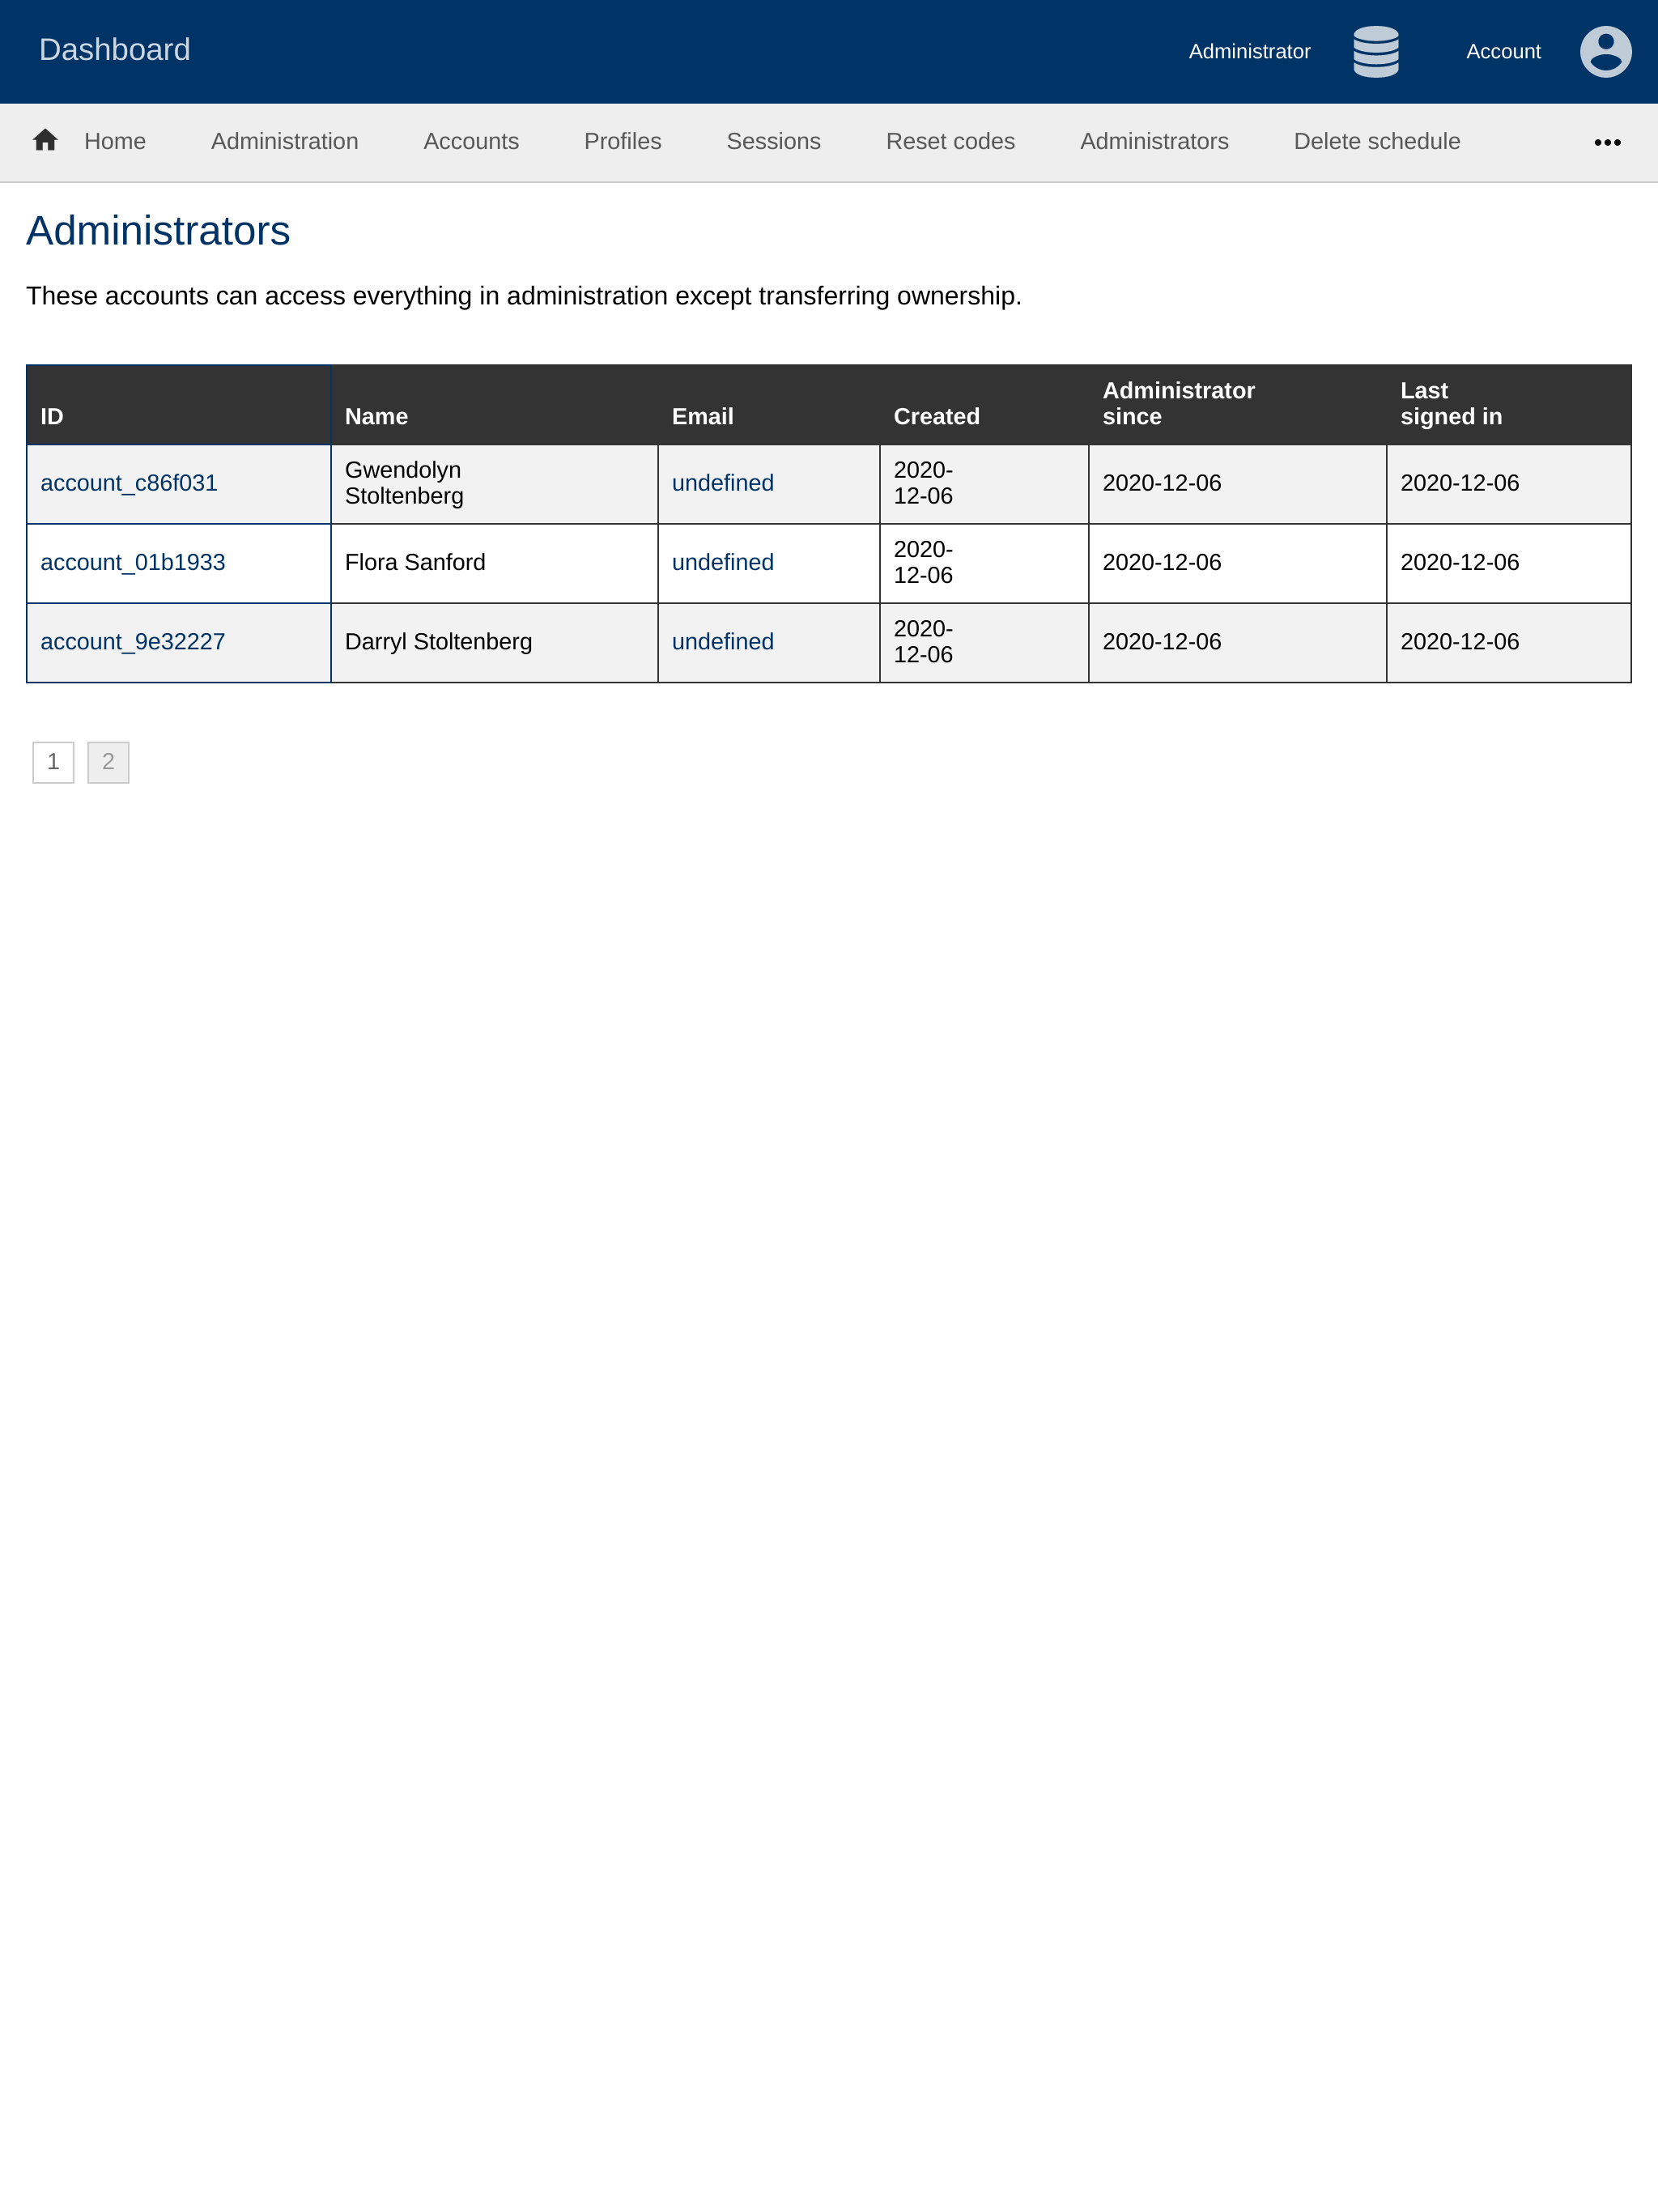 Dashboard
Administrator
Account
Home
Administration
Accounts
Profiles
Sessions
Reset codes
Administrators
Delete schedule
Administrators
These accounts can access everything in administration except transferring ownership.
ID
Name
Email
Created
Administrator
since
Last
signed in
account_c86f031
Gwendolyn
Stoltenberg
undefined
2020-
12-06
2020-12-06
2020-12-06
account_01b1933
Flora Sanford
undefined
2020-
12-06
2020-12-06
2020-12-06
account_9e32227
Darryl Stoltenberg
undefined
2020-
12-06
2020-12-06
2020-12-06
1
2